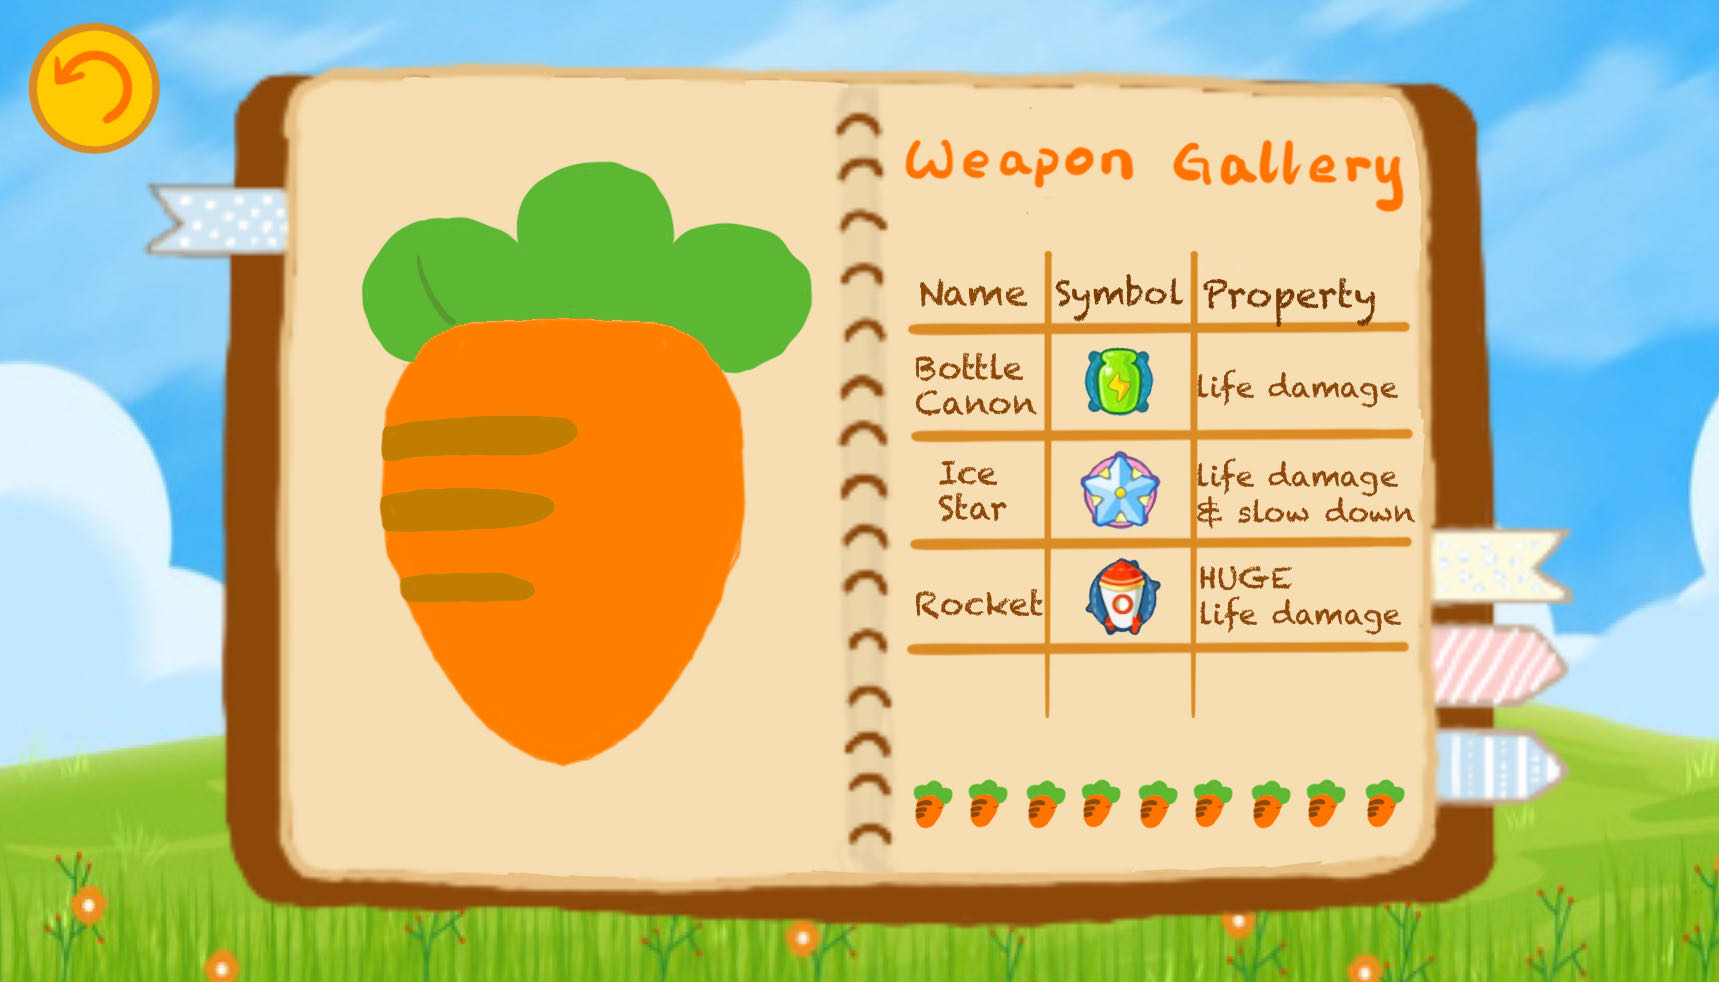 Weapon Gallery
Name Symbol Property
Bottle
Canon
life damage
Ice
Star
life damage
& slow down
Rocket
HUGE
life damage